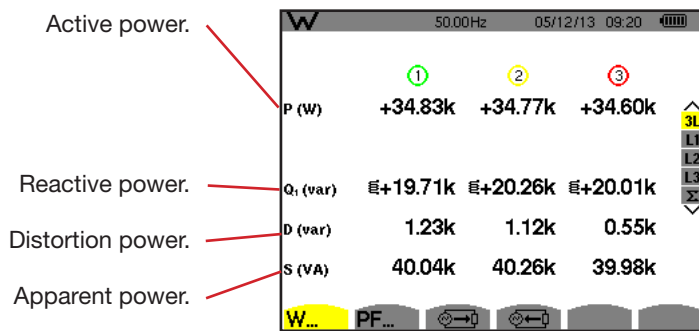 Active power.
W 50.00Hz 05/12/13 09:20
1 2 3
P (W) +34.83k +34.77k +34.60k
3L
L1
L2
L3
Σ
Reactive power.
Q₁ (var) +19.71k +20.26k +20.01k
Distortion power.
D (var) 1.23k 1.12k 0.55k
Apparent power.
S (VA) 40.04k 40.26k 39.98k
W... PF...